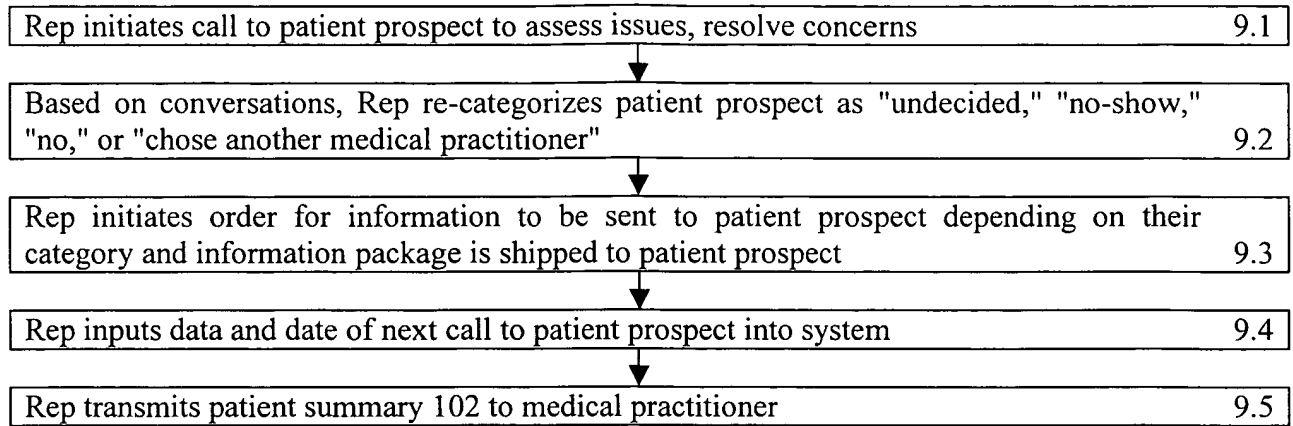 Rep initiates call to patient prospect to assess issues, resolve concerns 9.1
Based on conversations, Rep re-categorizes patient prospect as "undecided," "no-show,"
"no," or "chose another medical practitioner" 9.2
Rep initiates order for information to be sent to patient prospect depending on their
category and information package is shipped to patient prospect 9.3
Rep inputs data and date of next call to patient prospect into system 9.4
Rep transmits patient summary 102 to medical practitioner 9.5